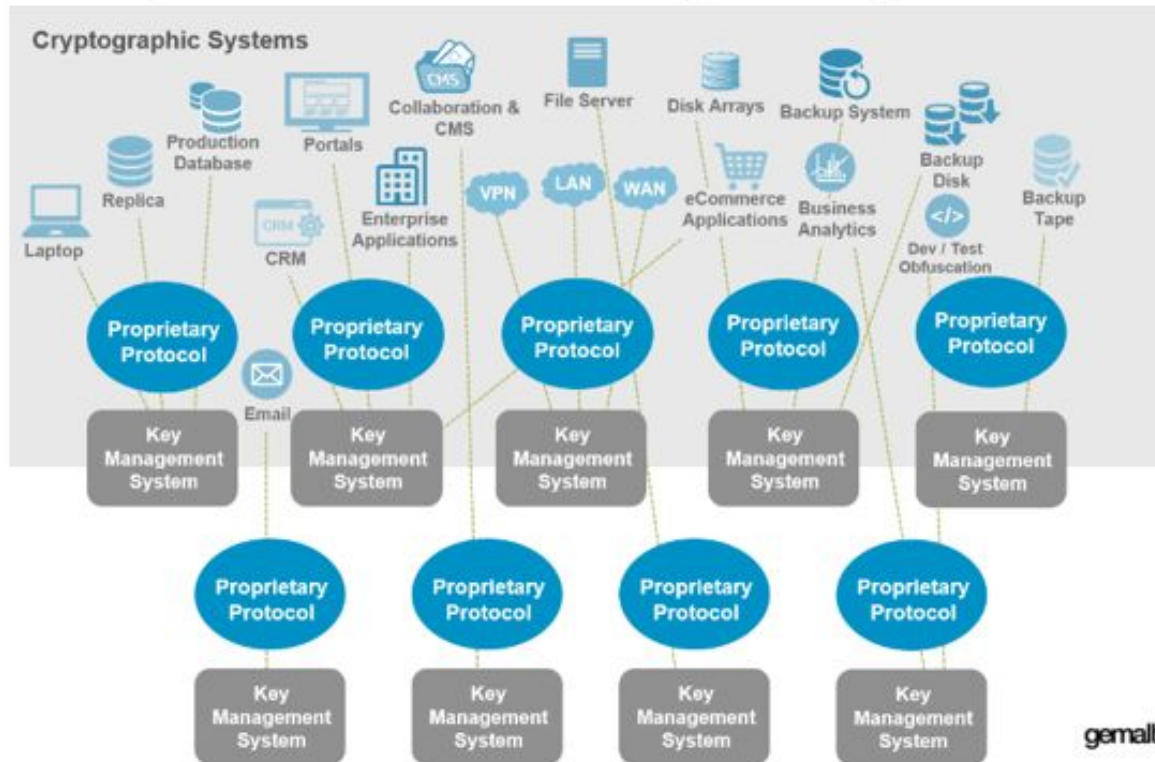 Cryptographic Systems
CMS
Collaboration &
CMS
File Server
Disk Arrays
Backup System
Production
Database
Portals
Backup
Disk
Replica
VPN
LAN
WAN
Enterprise
Applications
eCommerce
Applications
Business
Analytics
</>
Backup
Tape
Laptop
CRM
CRM
Dev / Test
Obfuscation
Proprietary
Protocol
Proprietary
Protocol
Proprietary
Protocol
Proprietary
Protocol
Proprietary
Protocol
Email
Key
Management
System
Key
Management
System
Key
Management
System
Key
Management
System
Key
Management
System
Proprietary
Protocol
Proprietary
Protocol
Proprietary
Protocol
Proprietary
Protocol
Key
Management
System
Key
Management
System
Key
Management
System
Key
Management
System